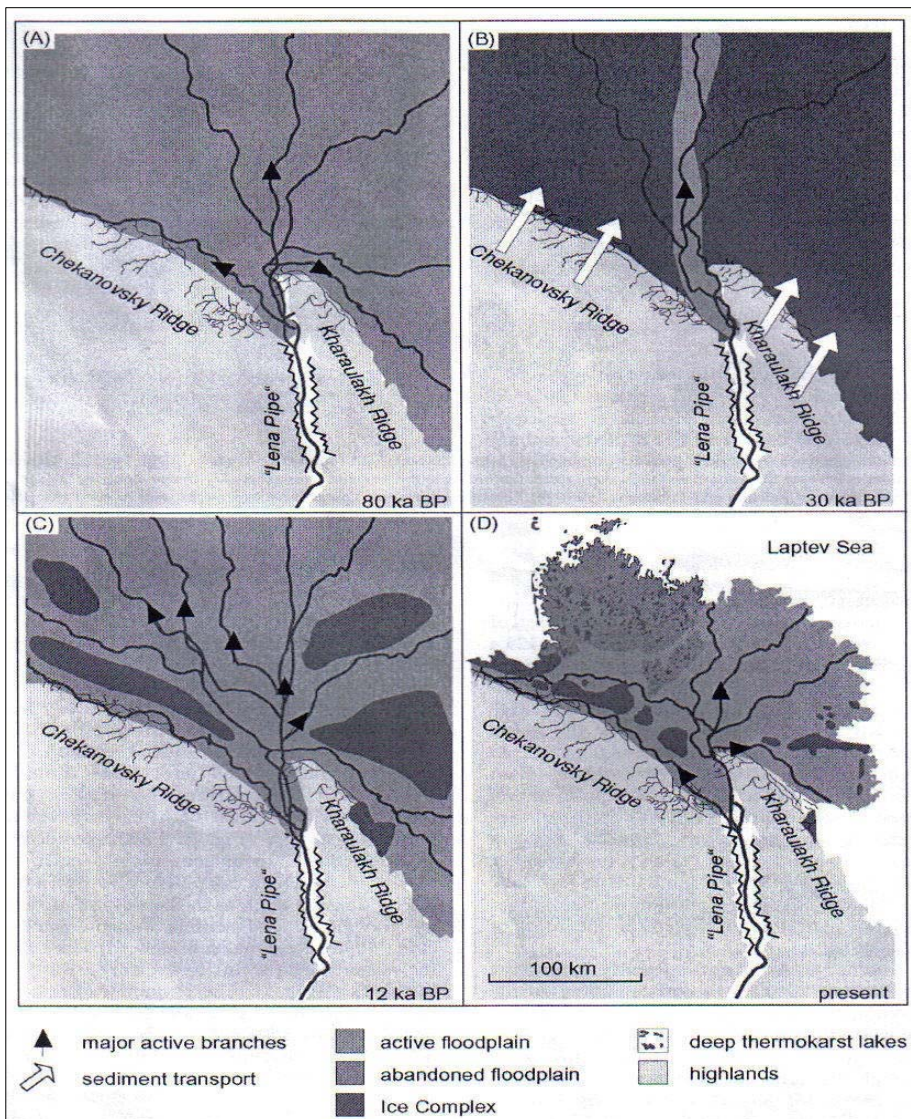 (A)
Chekanovsky Ridge
Kharaulakh Ridge
"Lena Pipe"
80 ka BP
(B)
Chekanovsky Ridge
Kharaulakh Ridge
"Lena Pipe"
30 ka BP
(C)
Chekanovsky Ridge
Kharaulakh Ridge
"Lena Pipe"
12 ka BP
(D)
Laptev Sea
Chekanovsky Ridge
Kharaulakh Ridge
"Lena Pipe"
100 km
present
major active branches
sediment transport
active floodplain
abandoned floodplain
Ice Complex
deep thermokarst lakes
highlands